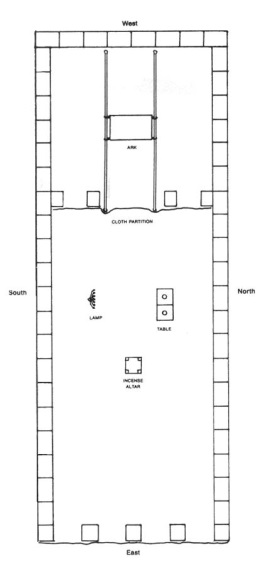 West
ARK
CLOTH PARTITION
South
North
LAMP
TABLE
INCENSE
ALTAR
East